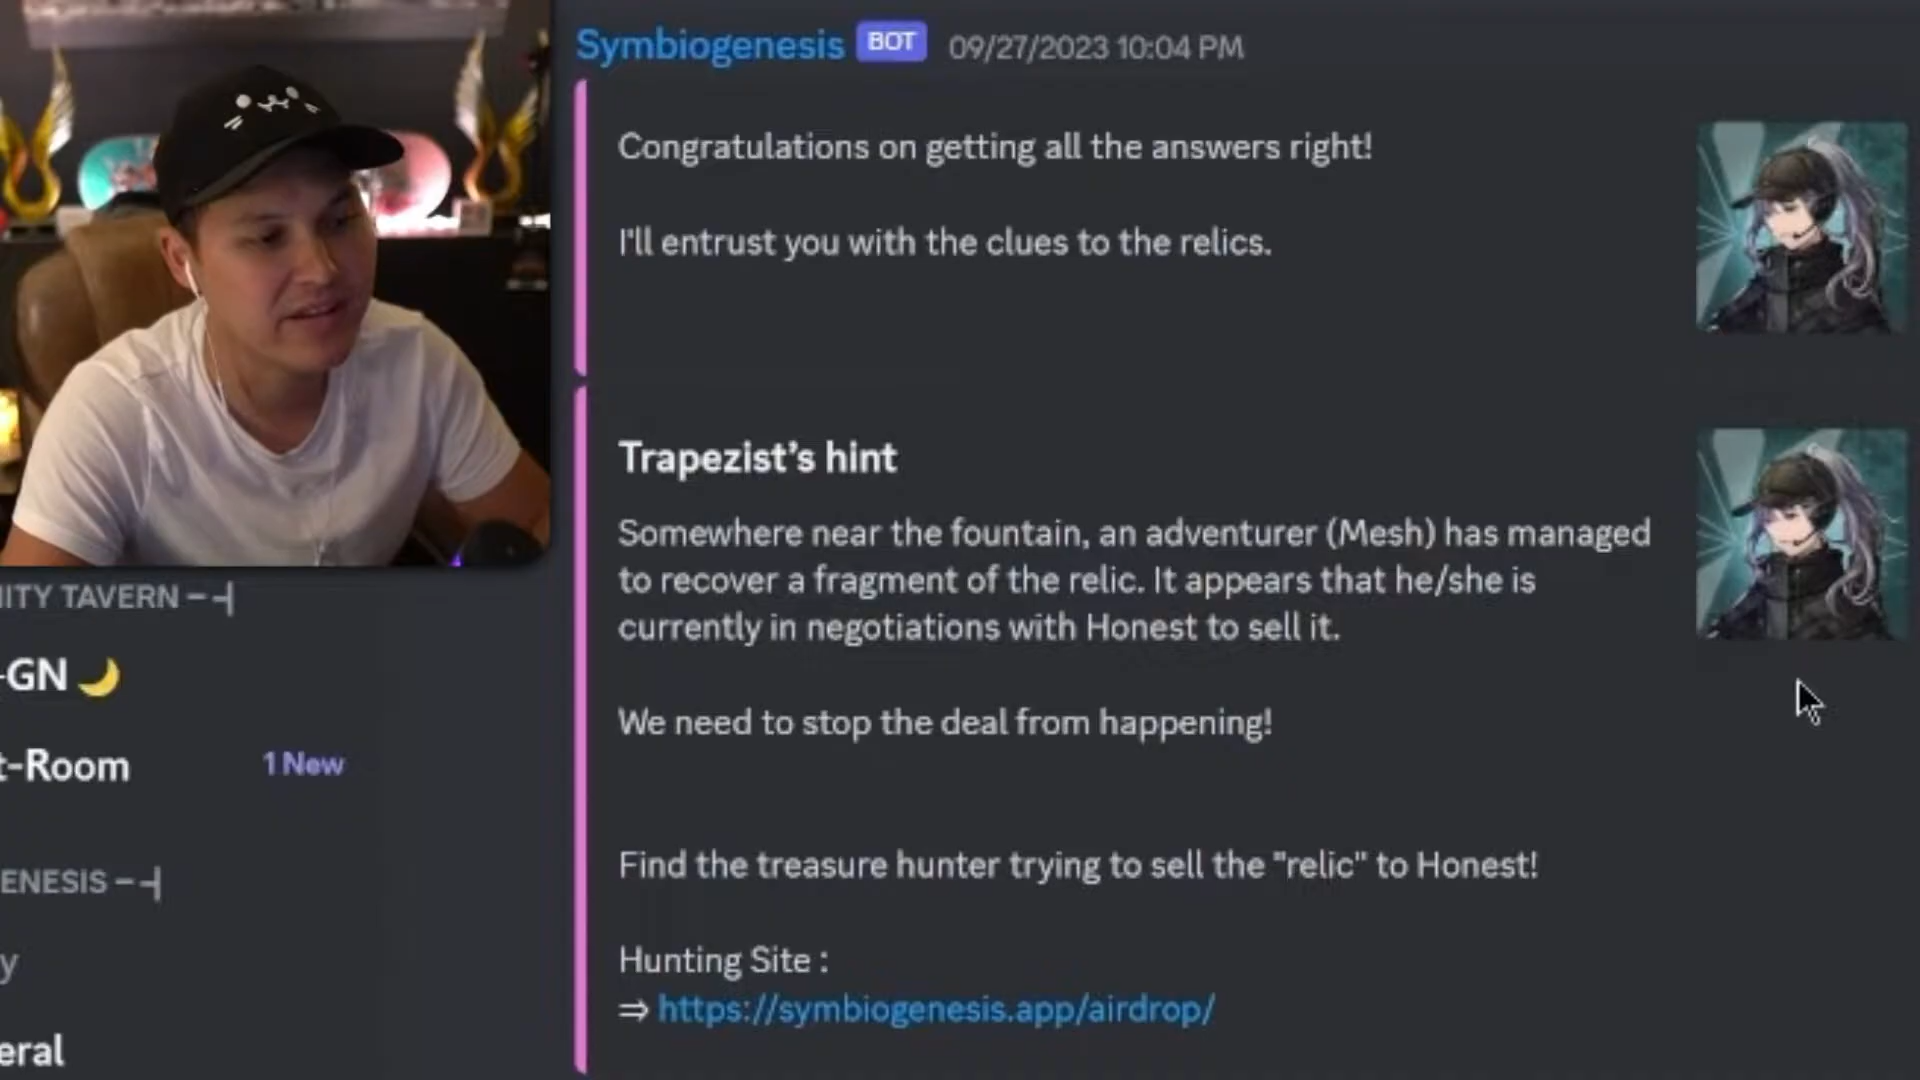 Symbiogenesis BOT 09/27/2023 10:04 PM
Congratulations on getting all the answers right!
I'll entrust you with the clues to the relics.
Trapezist’s hint
Somewhere near the fountain, an adventurer (Mesh) has managed
to recover a fragment of the relic. It appears that he/she is
currently in negotiations with Honest to sell it.
We need to stop the deal from happening!
Find the treasure hunter trying to sell the "relic" to Honest!
Hunting Site :
⇒ https://symbiogenesis.app/airdrop/
ITY TAVERN --┤
-GN 🌙
t-Room 1 New
ENESIS --┤
y
eral